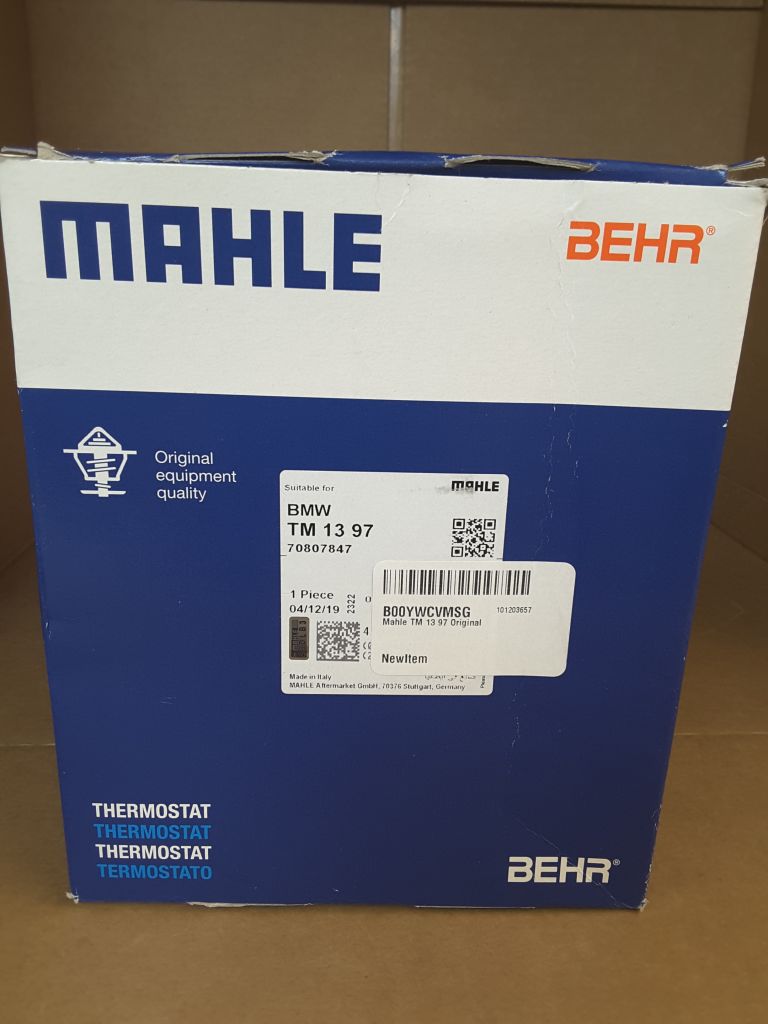 MAHLE
BEHR®
Original
equipment
quality
Suitable for
MAHLE
BMW
TM 13 97
70807847
1 Piece
04/12/19
2322
B00YWCVMSG
101203657
Mahle TM 13 97 Original
NewItem
Made in Italy
MAHLE Aftermarket GmbH, 70376 Stuttgart, Germany
THERMOSTAT
THERMOSTAT
THERMOSTAT
TERMOSTATO
BEHR®